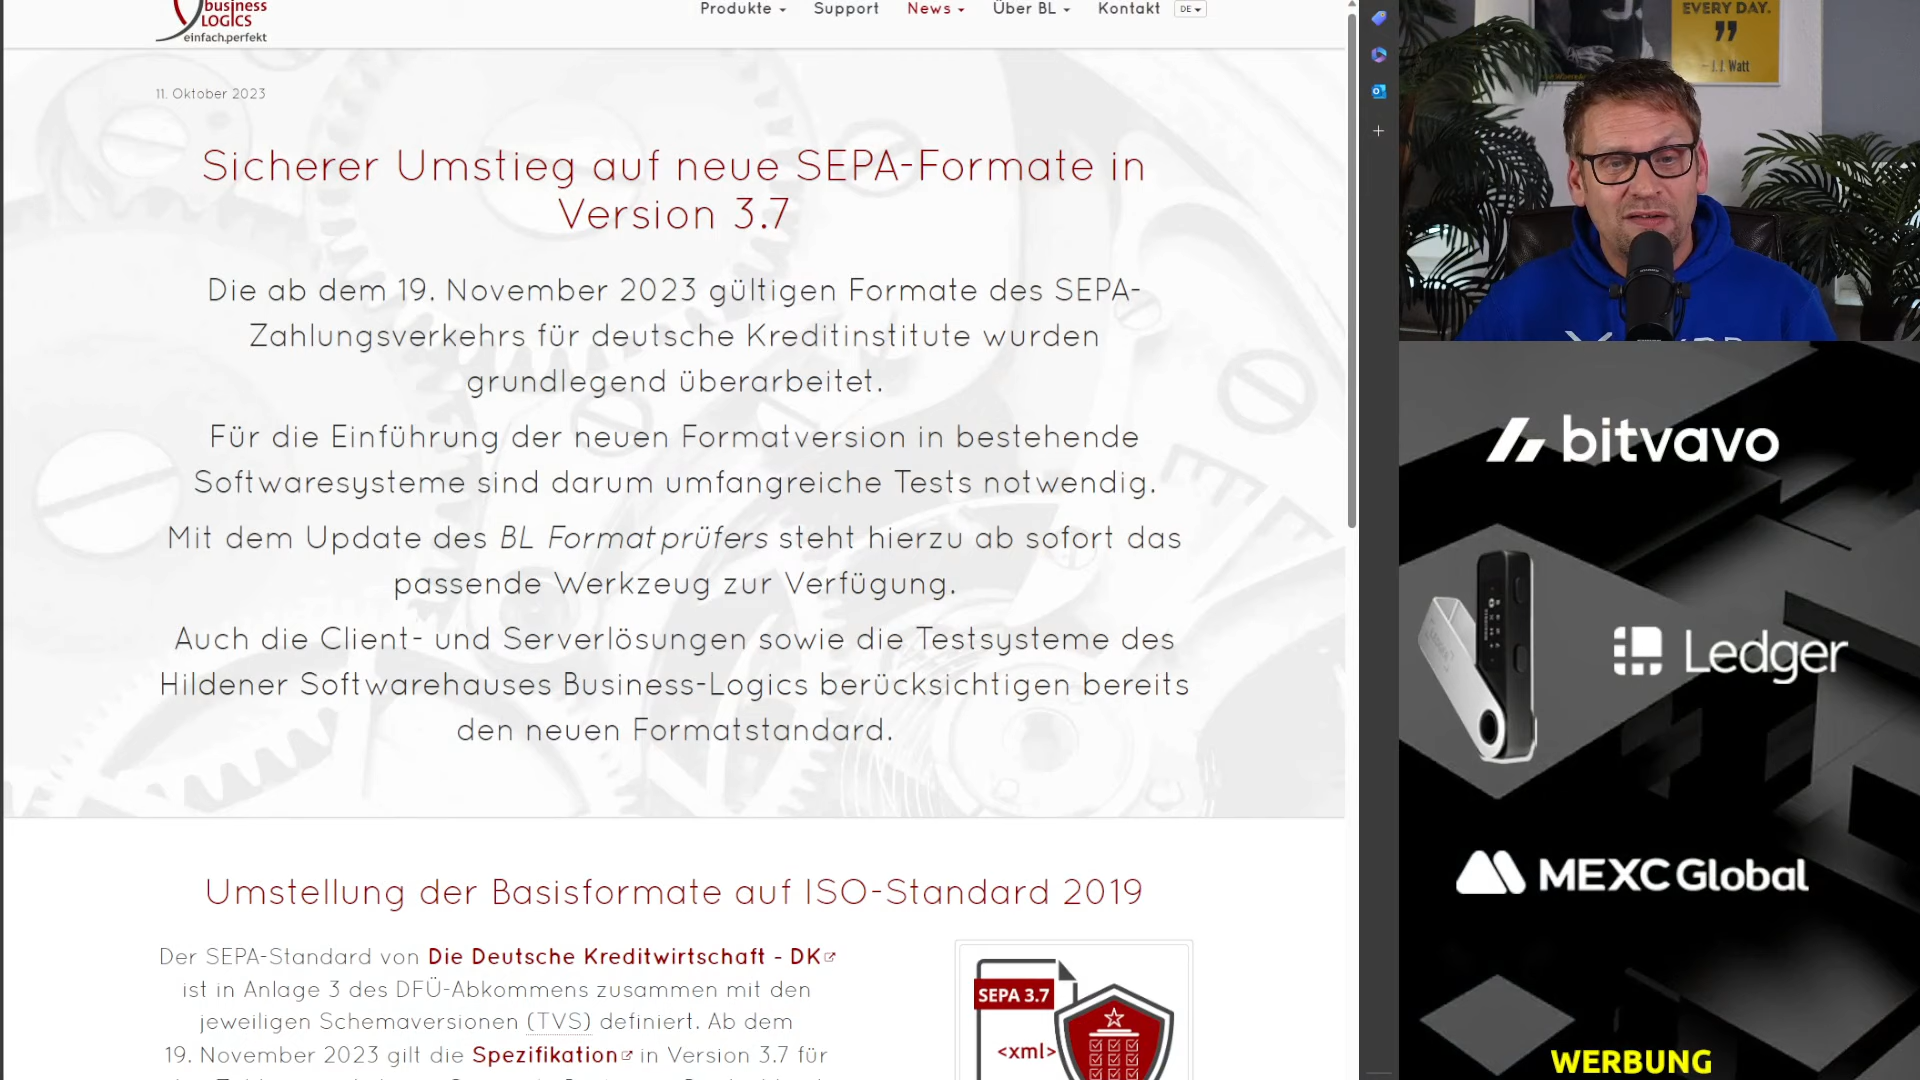 business
LOGICS
einfach.perfekt
Produkte
Support
News
Über BL
Kontakt
DE
11. Oktober 2023
Sicherer Umstieg auf neue SEPA-Formate in
Version 3.7
Die ab dem 19. November 2023 gültigen Formate des SEPA-
Zahlungsverkehrs für deutsche Kreditinstitute wurden
grundlegend überarbeitet.
Für die Einführung der neuen Formatversion in bestehende
Softwaresysteme sind darum umfangreiche Tests notwendig.
Mit dem Update des BL Formatprüfers steht hierzu ab sofort das
passende Werkzeug zur Verfügung.
Auch die Client- und Serverlösungen sowie die Testsysteme des
Hildener Softwarehauses Business-Logics berücksichtigen bereits
den neuen Formatstandard.
Umstellung der Basisformate auf ISO-Standard 2019
Der SEPA-Standard von Die Deutsche Kreditwirtschaft - DK
ist in Anlage 3 des DFÜ-Abkommens zusammen mit den
jeweiligen Schemaversionen (TVS) definiert. Ab dem
19. November 2023 gilt die Spezifikation in Version 3.7 für
SEPA 3.7
<xml>
EVERY DAY.
”
— J.J. Watt
bitvavo
Ledger
MEXC Global
WERBUNG